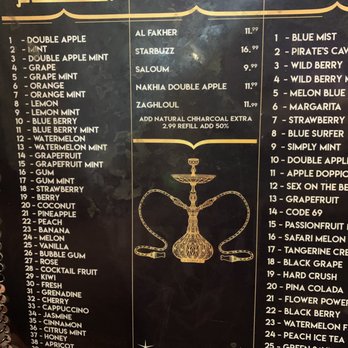 1 - DOUBLE APPLE
2 - MINT
3 - DOUBLE APPLE MINT
4 - GRAPE
5 - GRAPE MINT
6 - ORANGE
7 - ORANGE MINT
8 - LEMON
9 - LEMON MINT
10 - BLUE BERRY
11 - BLUE BERRY MINT
12 - WATERMELON
13 - WATERMELON MINT
14 - GRAPEFRUIT
15 - GRAPEFRUIT MINT
16 - GUM
17 - GUM MINT
18 - STRAWBERRY
19 - BERRY
20 - COCONUT
21 - PINEAPPLE
22 - PEACH
23 - BANANA
24 - MELON
25 - VANILLA
26 - BUBBLE GUM
27 - ROSE
28 - COCKTAIL FRUIT
29 - KIWI
30 - FRESH
31 - GRENADINE
32 - CHERRY
33 - CAPPUCCINO
34 - JASMINE
35 - CINNAMON
36 - CITRUS MINT
37 - HONEY
38 - APRICOT
AL FAKHER 11.99
STARBUZZ 16.99
SALOUM 9.99
NAKHIA DOUBLE APPLE 11.99
ZAGHLOUL 11.99
ADD NATURAL CHHARCOAL EXTRA
2.99 REFILL ADD 50%
1 - BLUE MIST
2 - PIRATE'S CAV
3 - WILD BERRY
4 - WILD BERRY M
5 - MELON BLUE
6 - MARGARITA
7 - STRAWBERRY
8 - BLUE SURFER
9 - SIMPLY MINT
10 - DOUBLE APPL
11 - APPLE DOPPIO
12 - SEX ON THE BE
13 - GRAPEFRUIT
14 - CODE 69
15 - PASSIONFRUIT M
16 - SAFARI MELON
17 - TANGERINE CRE
18 - BLACK GRAPE
19 - HARD CRUSH
20 - PINA COLADA
21 - FLOWER POWER
22 - BLACK BERRY
23 - WATERMELON F
24 - PEACH ICE TEA